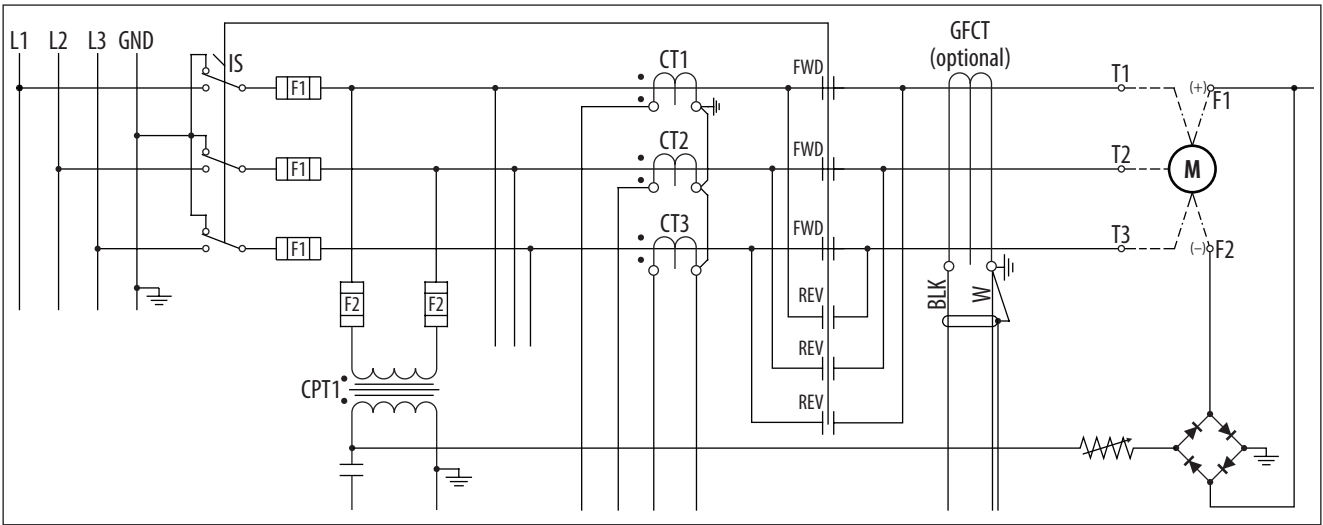 L1 L2 L3 GND
IS
F1
F1
F1
F2 F2
CPT1
CT1
CT2
CT3
FWD
FWD
FWD
REV
REV
REV
GFCT
(optional)
BLK
W
T1
T2
T3
(+) F1
M
(–) F2